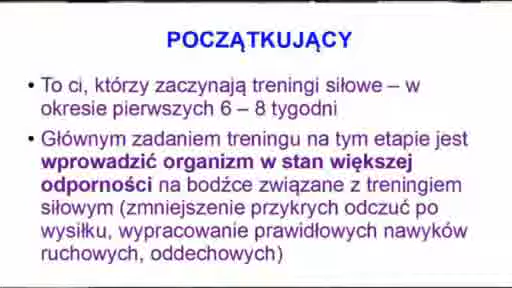 POCZĄTKUJĄCY
• To ci, którzy zaczynają treningi siłowe – w
okresie pierwszych 6 – 8 tygodni
• Głównym zadaniem treningu na tym etapie jest
wprowadzić organizm w stan większej
odporności na bodźce związane z treningiem
siłowym (zmniejszenie przykrych odczuć po
wysiłku, wypracowanie prawidłowych nawyków
ruchowych, oddechowych)